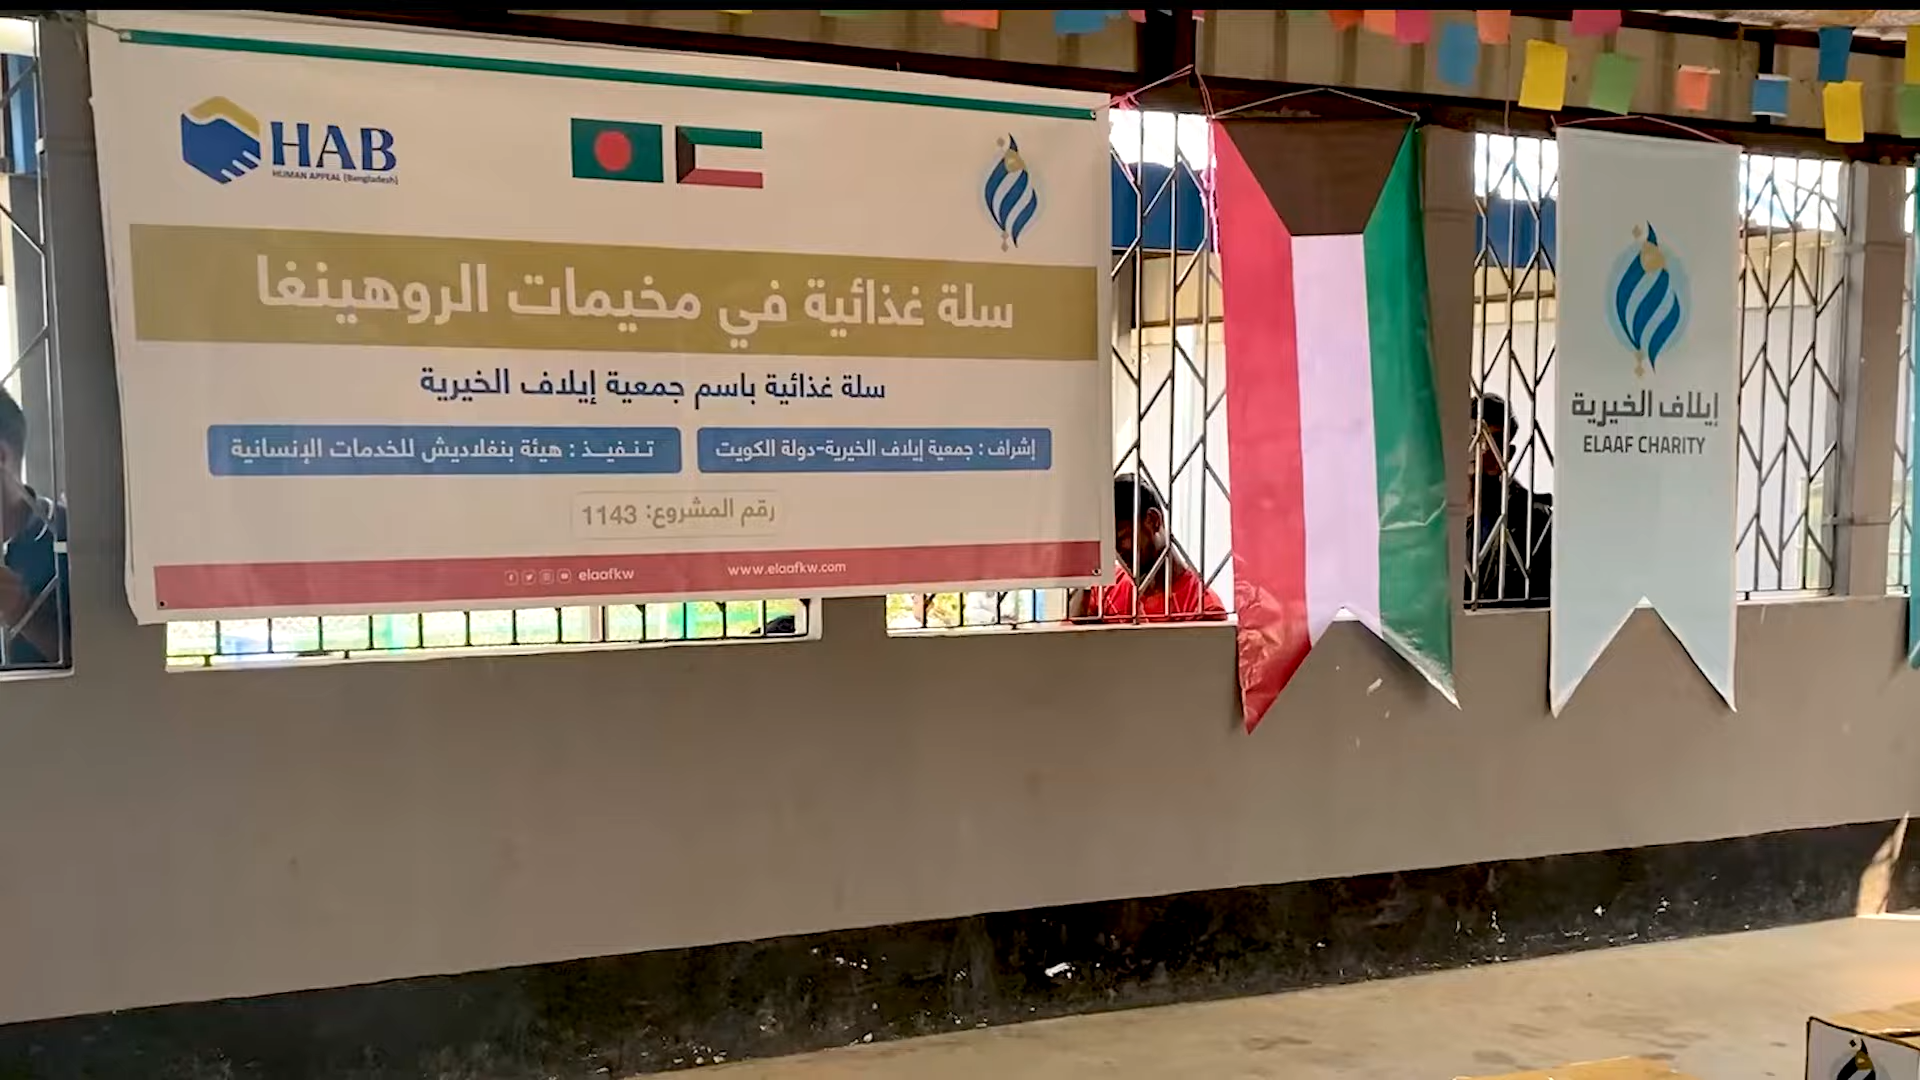 HAB
HUMAN APPEAL (Bangladesh)
سلة غذائية في مخيمات الروهينغا
سلة غذائية باسم جمعية إيلاف الخيرية
إشراف : جمعية إيلاف الخيرية-دولة الكويت
تـنـفـيـذ : هيئة بنغلاديش للخدمات الإنسانية
رقم المشروع: 1143
elaafkw
www.elaafkw.com
إيلاف الخيرية
ELAAF CHARITY